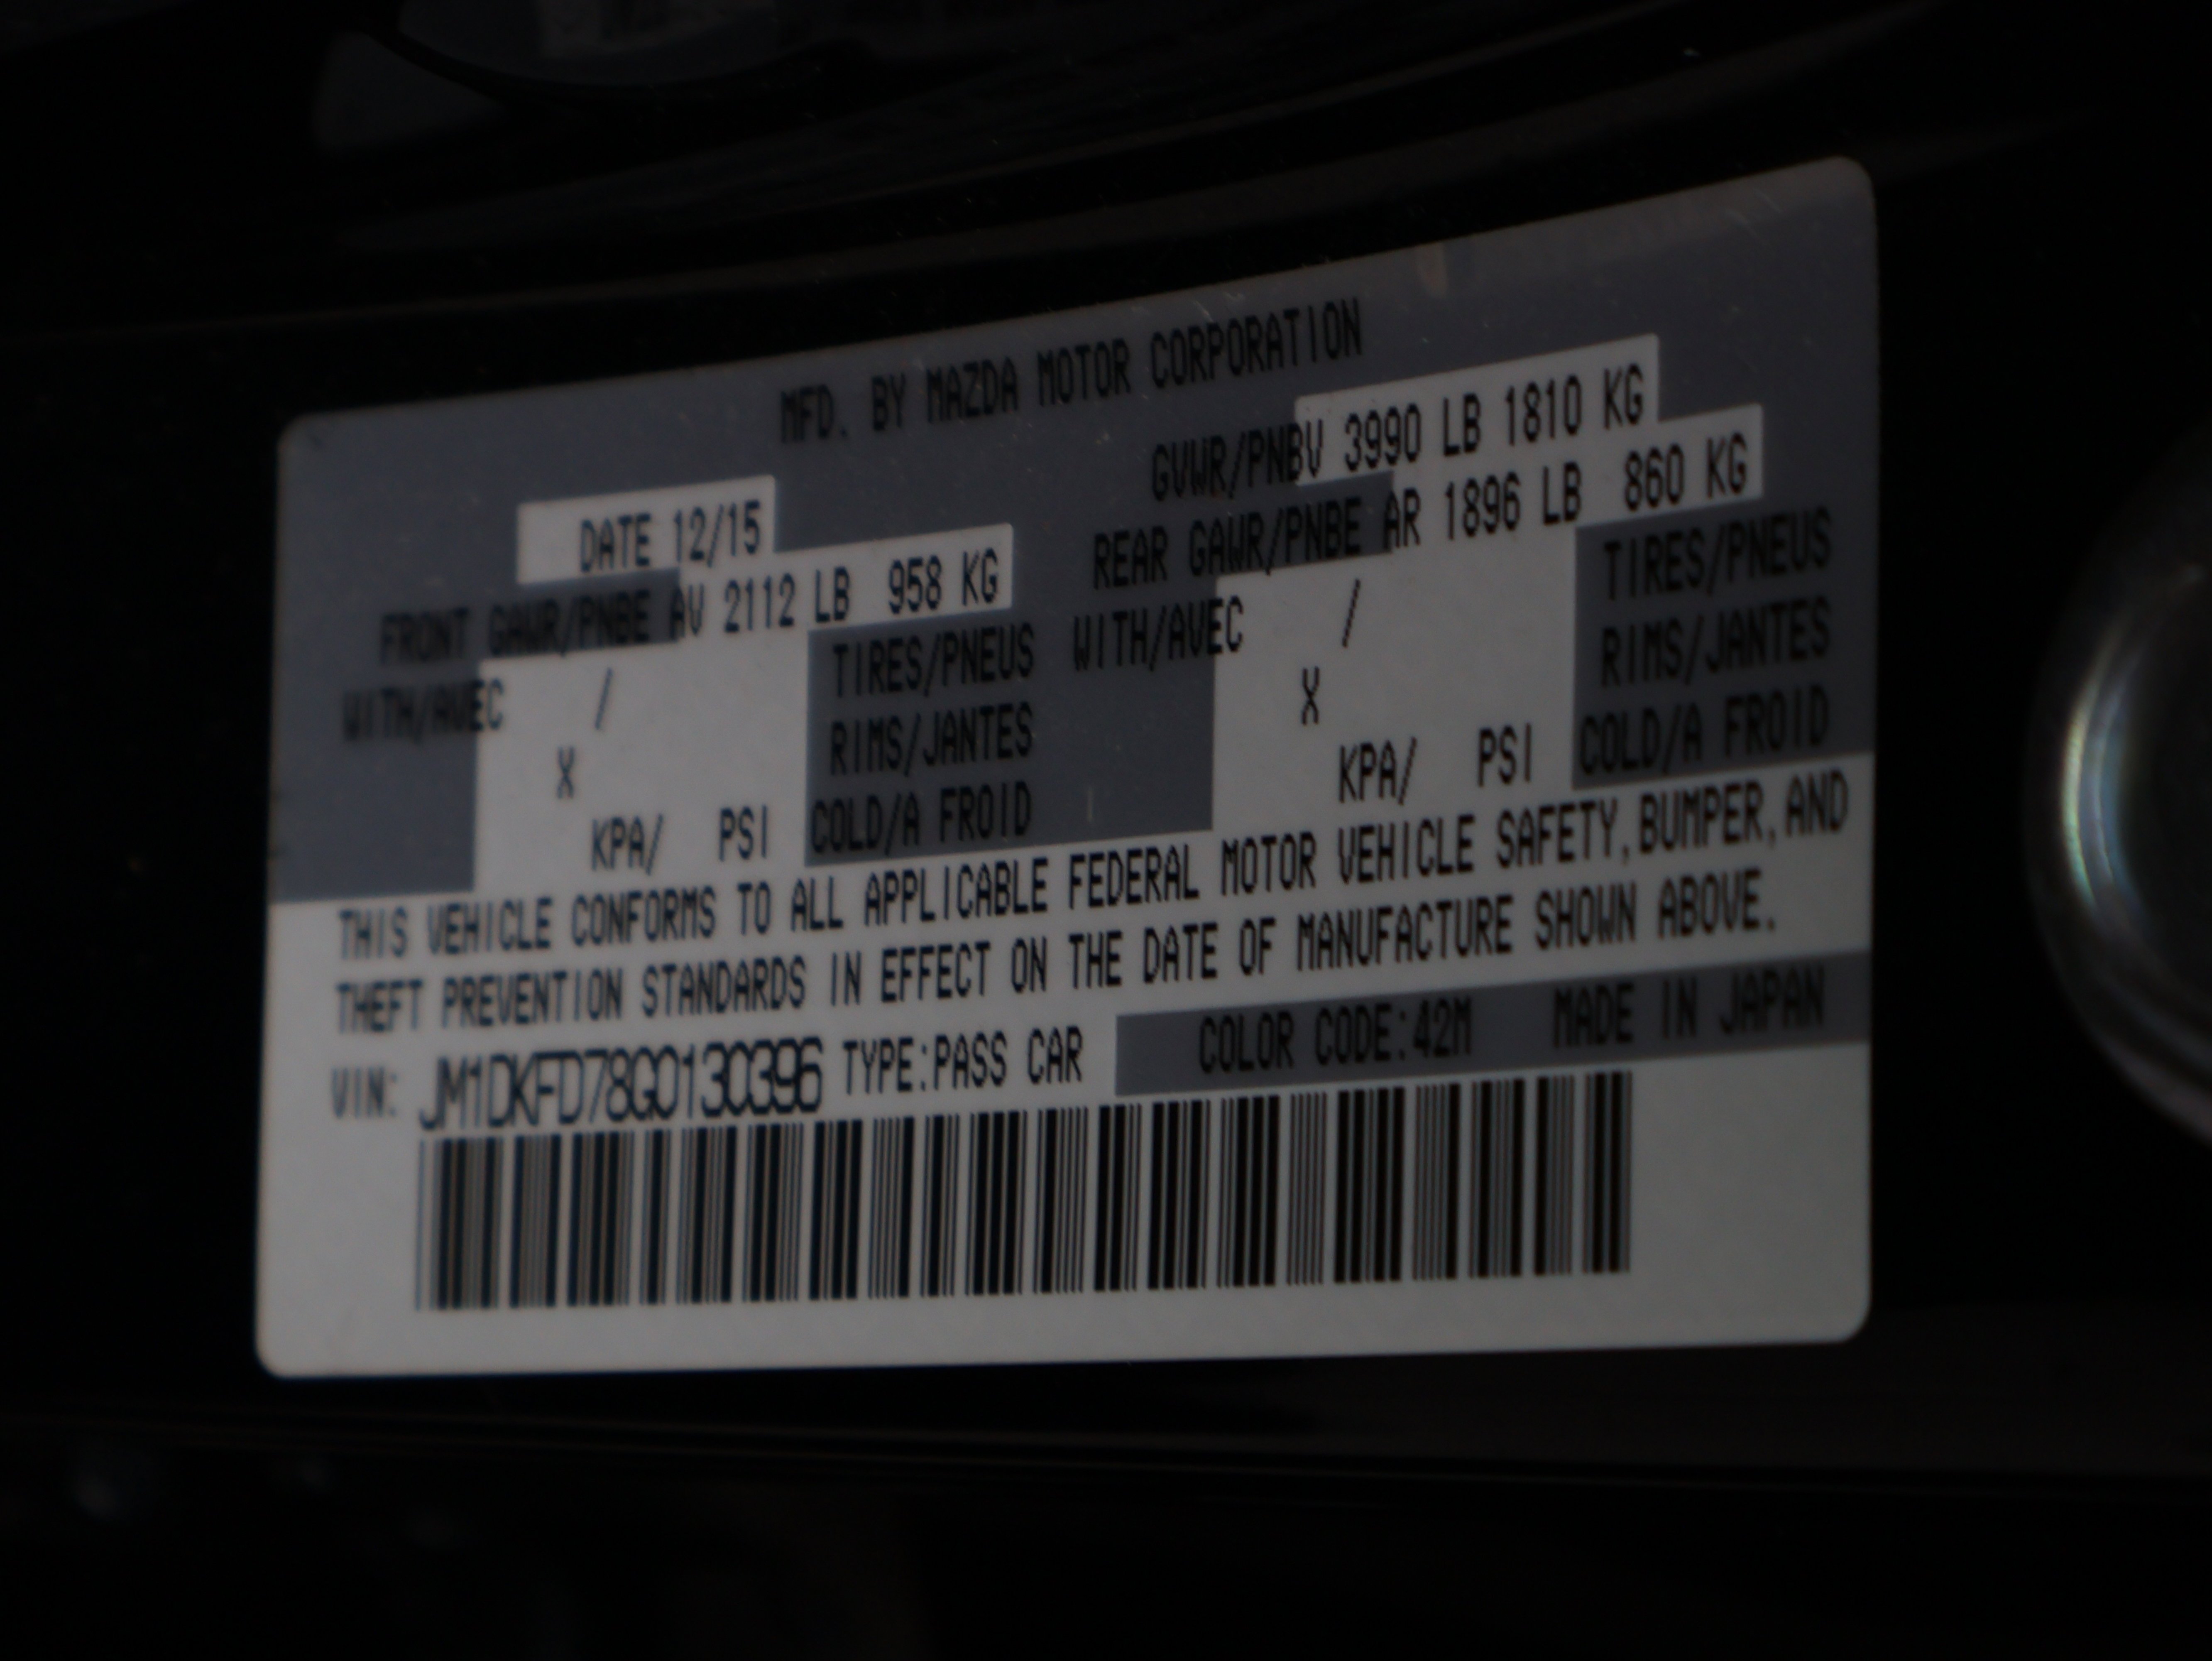 MFD. BY MAZDA MOTOR CORPORATION
GVWR/PNBV 3990 LB 1810 KG
DATE 12/15
FRONT GAWR/PNBE AV 2112 LB 958 KG
REAR GAWR/PNBE AR 1896 LB 860 KG
WITH/AVEC / TIRES/PNEUS
WITH/AVEC / TIRES/PNEUS
X RIMS/JANTES
X RIMS/JANTES
KPA/ PSI COLD/A FROID
KPA/ PSI COLD/A FROID
THIS VEHICLE CONFORMS TO ALL APPLICABLE FEDERAL MOTOR VEHICLE SAFETY, BUMPER, AND
THEFT PREVENTION STANDARDS IN EFFECT ON THE DATE OF MANUFACTURE SHOWN ABOVE.
VIN: JM1DKFD78G0130396 TYPE:PASS CAR COLOR CODE:42M MADE IN JAPAN